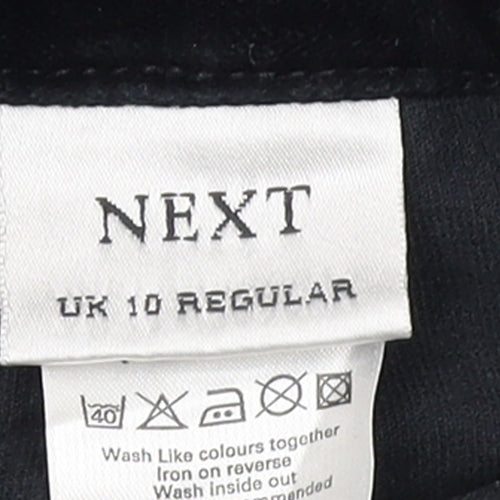 NEXT
UK 10 REGULAR
40
Wash Like colours together
Iron on reverse
Wash inside out